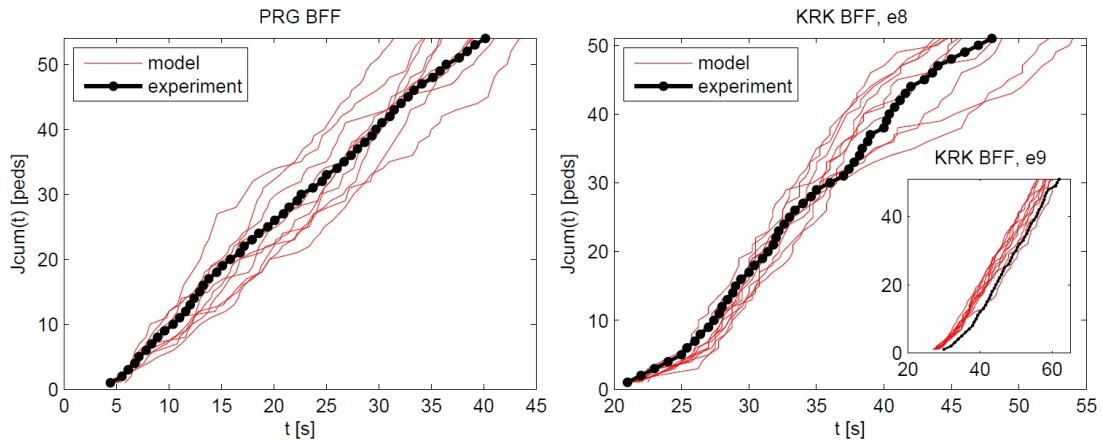 PRG BFF
KRK BFF, e8
model
experiment
model
experiment
Jcum(t) [peds]
50
40
30
20
10
0
0 5 10 15 20 25 30 35 40 45
t [s]
Jcum(t) [peds]
50
40
30
20
10
0
20 25 30 35 40 45 50 55
t [s]
KRK BFF, e9
40
20
0
20 40 60